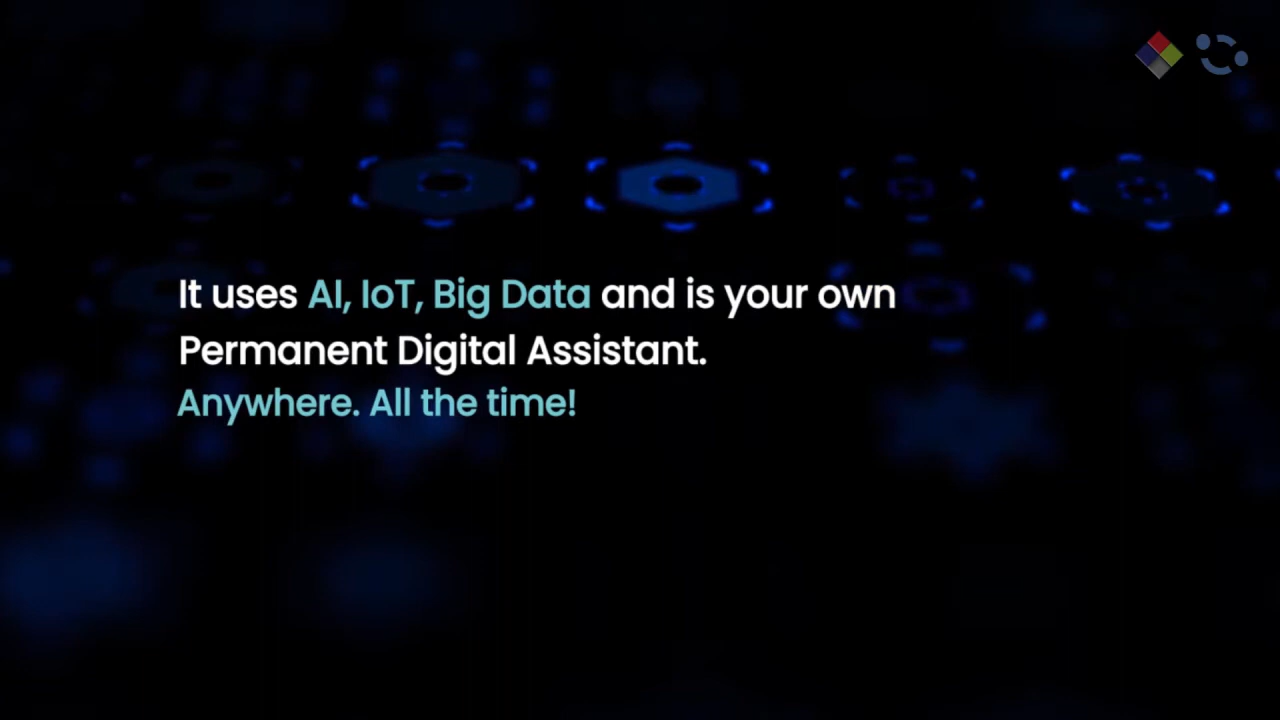 It uses AI, IoT, Big Data and is your own
Permanent Digital Assistant.
Anywhere. All the time!